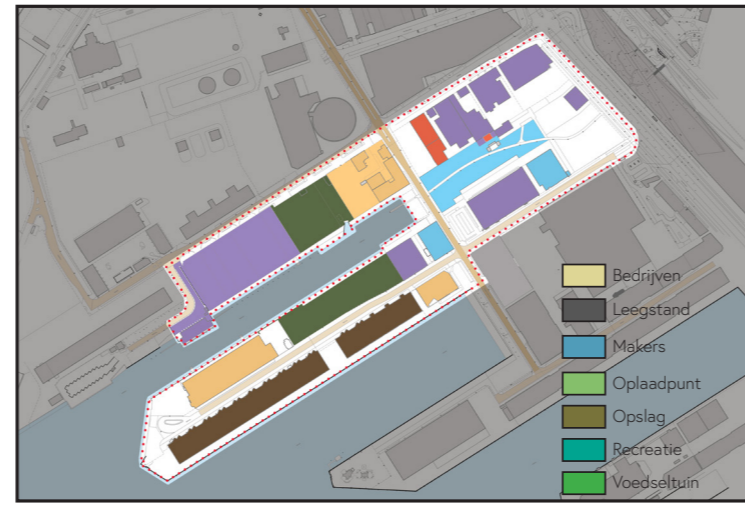 Bedrijven
Leegstand
Makers
Oplaadpunt
Opslag
Recreatie
Voedseltuin